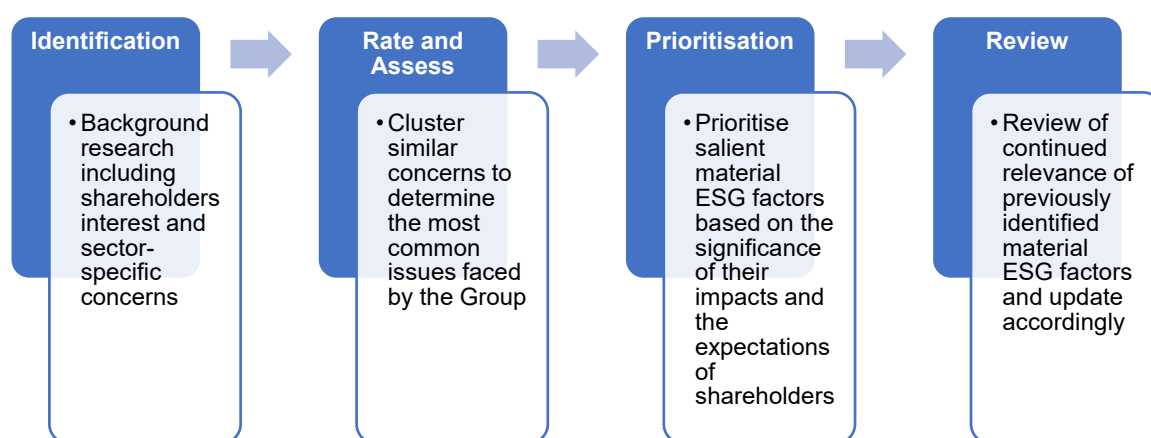 Identification
• Background
research
including
shareholders
interest and
sector-
specific
concerns
Rate and
Assess
• Cluster
similar
concerns to
determine
the most
common
issues faced
by the Group
Prioritisation
• Prioritise
salient
material
ESG factors
based on the
significance
of their
impacts and
the
expectations
of
shareholders
Review
• Review of
continued
relevance of
previously
identified
material
ESG factors
and update
accordingly